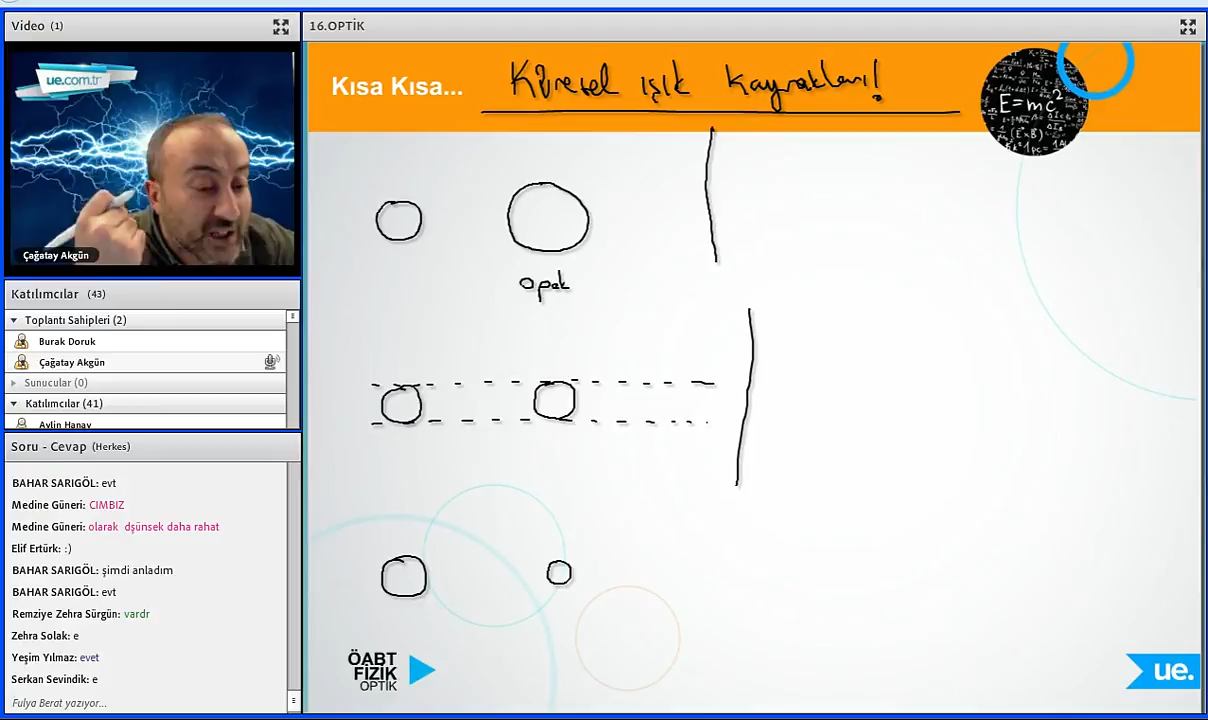 Video (1)
ue.com.tr
Çağatay Akgün
Katılımcılar (43)
Toplantı Sahipleri (2)
Burak Doruk
Çağatay Akgün
Sunucular (0)
Katılımcılar (41)
Aylin Hanay
Soru - Cevap (Herkes)
BAHAR SARIGÖL: evt
Medine Güneri: CIMBIZ
Medine Güneri: olarak dşünsek daha rahat
Elif Ertürk: :)
BAHAR SARIGÖL: şimdi anladım
BAHAR SARIGÖL: evt
Remziye Zehra Sürgün: vardr
Zehra Solak: e
Yeşim Yılmaz: evet
Serkan Sevindik: e
Fulya Berat yazıyor...
16.OPTİK
Kısa Kısa... Küresel ışık kaynakları!
E=mc²
opak
ÖABT
FİZİK
OPTİK
ue.